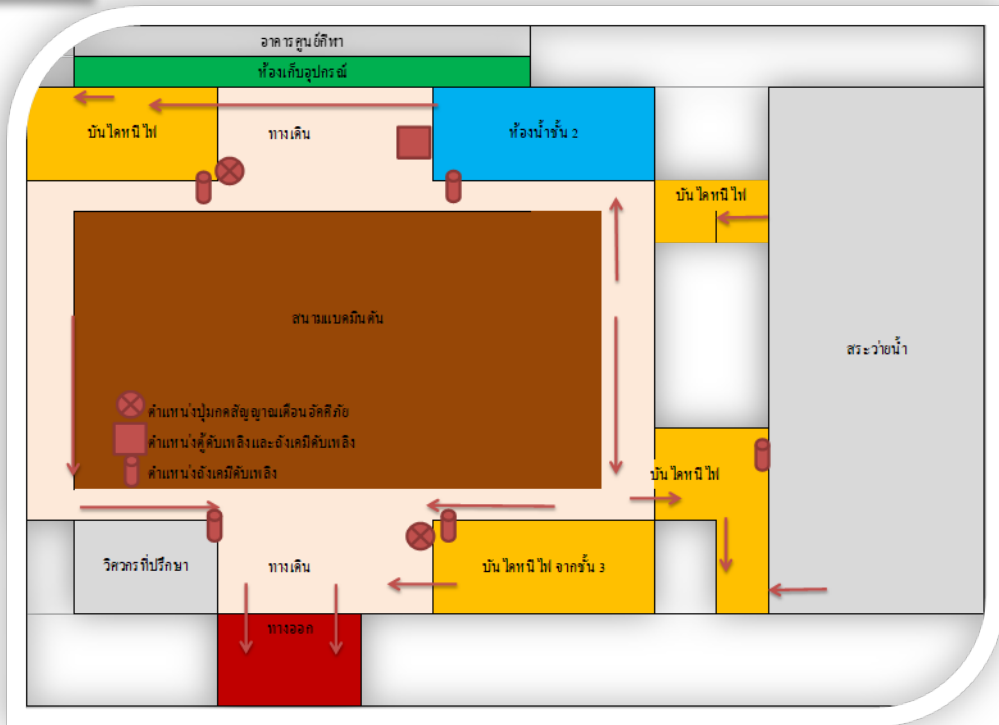 อาคารศูนย์กีฬา
ห้องเก็บอุปกรณ์
บันไดหนีไฟ
ทางเดิน
ห้องน้ำชั้น 2
บันไดหนีไฟ
สนามแบดมินตัน
สระว่ายน้ำ
ตำแหน่งปุ่มกดสัญญาณเตือนอัคคีภัย
ตำแหน่งตู้ดับเพลิงและถังเคมีดับเพลิง
ตำแหน่งถังเคมีดับเพลิง
บันไดหนีไฟ
วิศวกรที่ปรึกษา
ทางเดิน
บันไดหนีไฟ จากชั้น 3
ทางออก